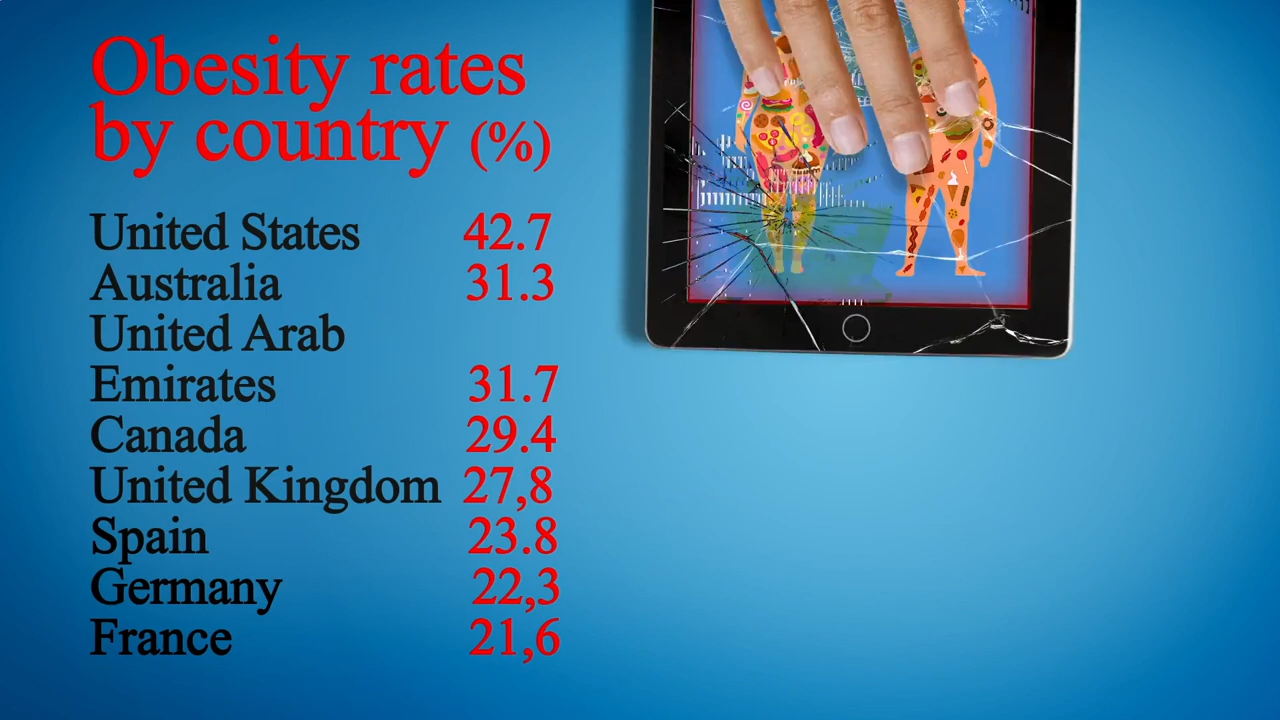 Obesity rates
by country (%)
United States 42.7
Australia 31.3
United Arab
Emirates 31.7
Canada 29.4
United Kingdom 27,8
Spain 23.8
Germany 22,3
France 21,6